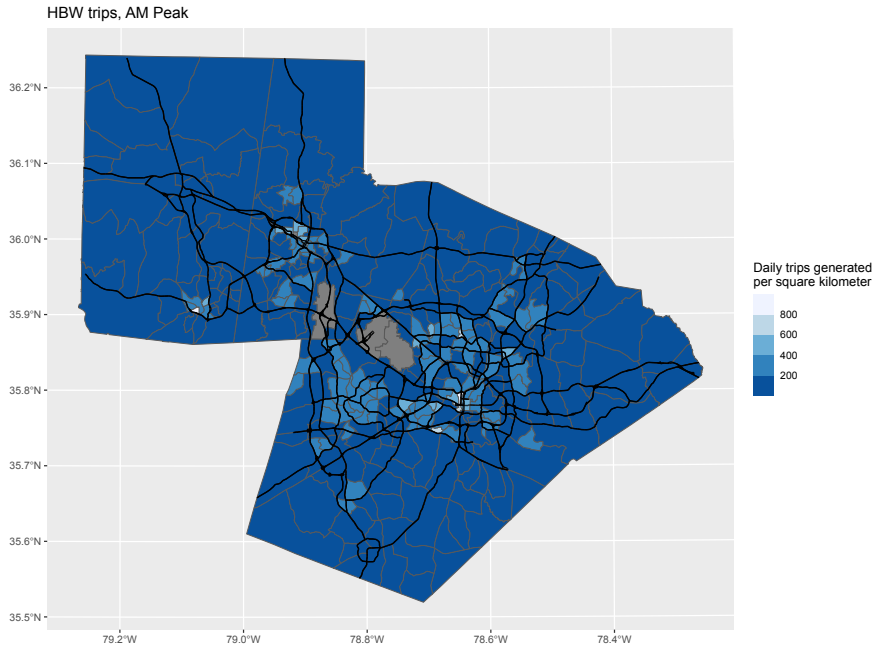 HBW trips, AM Peak
36.2°N
36.1°N
36.0°N
35.9°N
35.8°N
35.7°N
35.6°N
35.5°N
79.2°W
79.0°W
78.8°W
78.6°W
78.4°W
Daily trips generated
per square kilometer
800
600
400
200